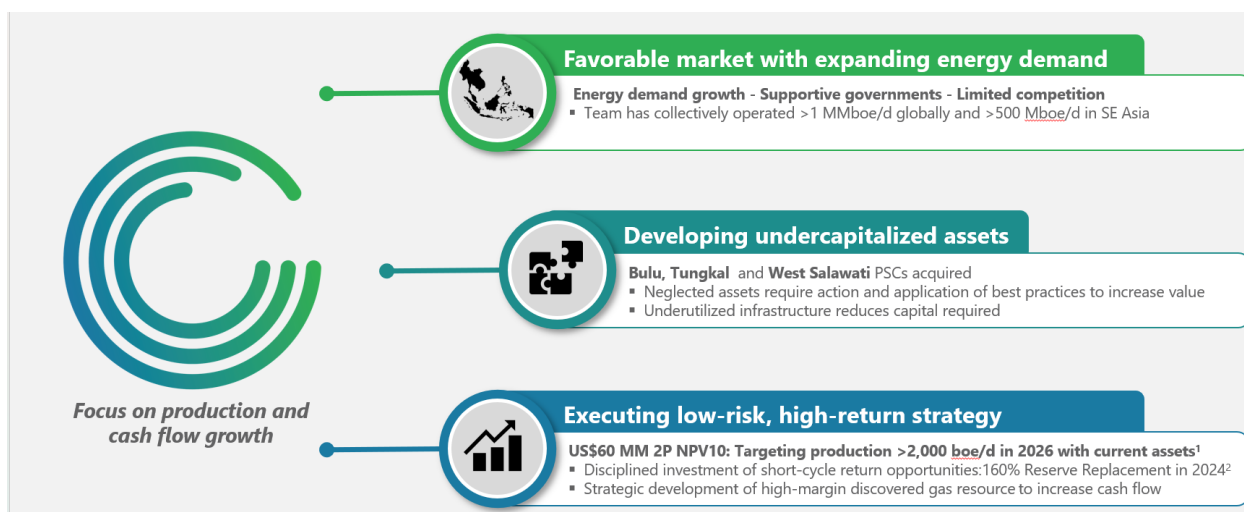 Favorable market with expanding energy demand
Energy demand growth - Supportive governments - Limited competition
▪ Team has collectively operated >1 MMboe/d globally and >500 Mboe/d in SE Asia
Developing undercapitalized assets
Bulu, Tungkal and West Salawati PSCs acquired
▪ Neglected assets require action and application of best practices to increase value
▪ Underutilized infrastructure reduces capital required
Focus on production and
cash flow growth
Executing low-risk, high-return strategy
US$60 MM 2P NPV10: Targeting production >2,000 boe/d in 2026 with current assets¹
▪ Disciplined investment of short-cycle return opportunities:160% Reserve Replacement in 2024²
▪ Strategic development of high-margin discovered gas resource to increase cash flow